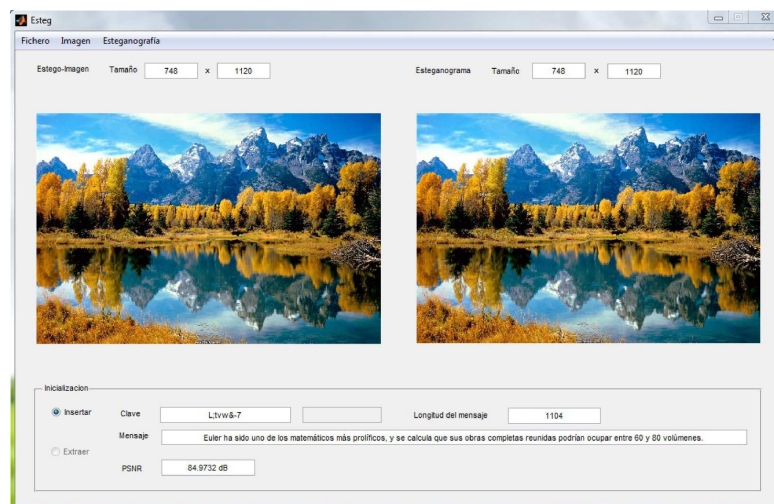 Esteg
Fichero Imagen Esteganografía
Estego-Imagen Tamaño 748 x 1120 Esteganograma Tamaño 748 x 1120
Inicializacion
Insertar Clave L;tvw&-7 Longitud del mensaje 1104
Mensaje Euler ha sido uno de los matemáticos más prolíficos, y se calcula que sus obras completas reunidas podrían ocupar entre 60 y 80 volúmenes.
Extraer
PSNR 84.9732 dB